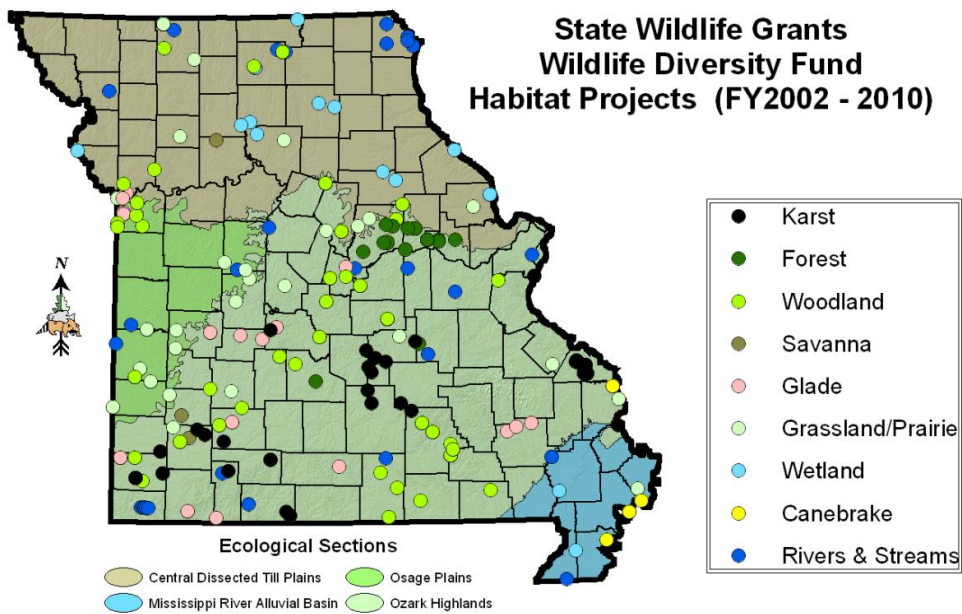 State Wildlife Grants
Wildlife Diversity Fund
Habitat Projects (FY2002 - 2010)
Karst
Forest
Woodland
Savanna
Glade
Grassland/Prairie
Wetland
Canebrake
Rivers & Streams
N
Ecological Sections
Central Dissected Till Plains
Osage Plains
Mississippi River Alluvial Basin
Ozark Highlands